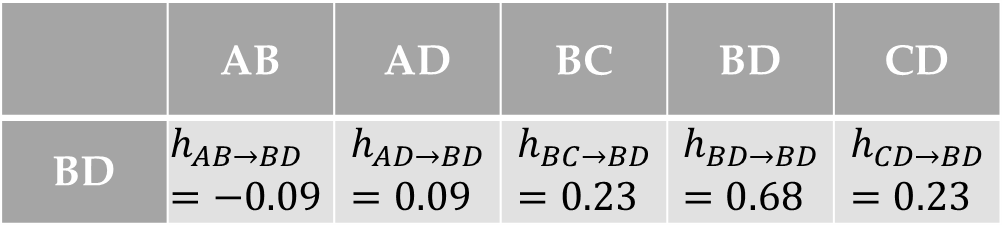 AB AD BC BD CD
BD h_{AB→BD} h_{AD→BD} h_{BC→BD} h_{BD→BD} h_{CD→BD}
= −0.09 = 0.09 = 0.23 = 0.68 = 0.23